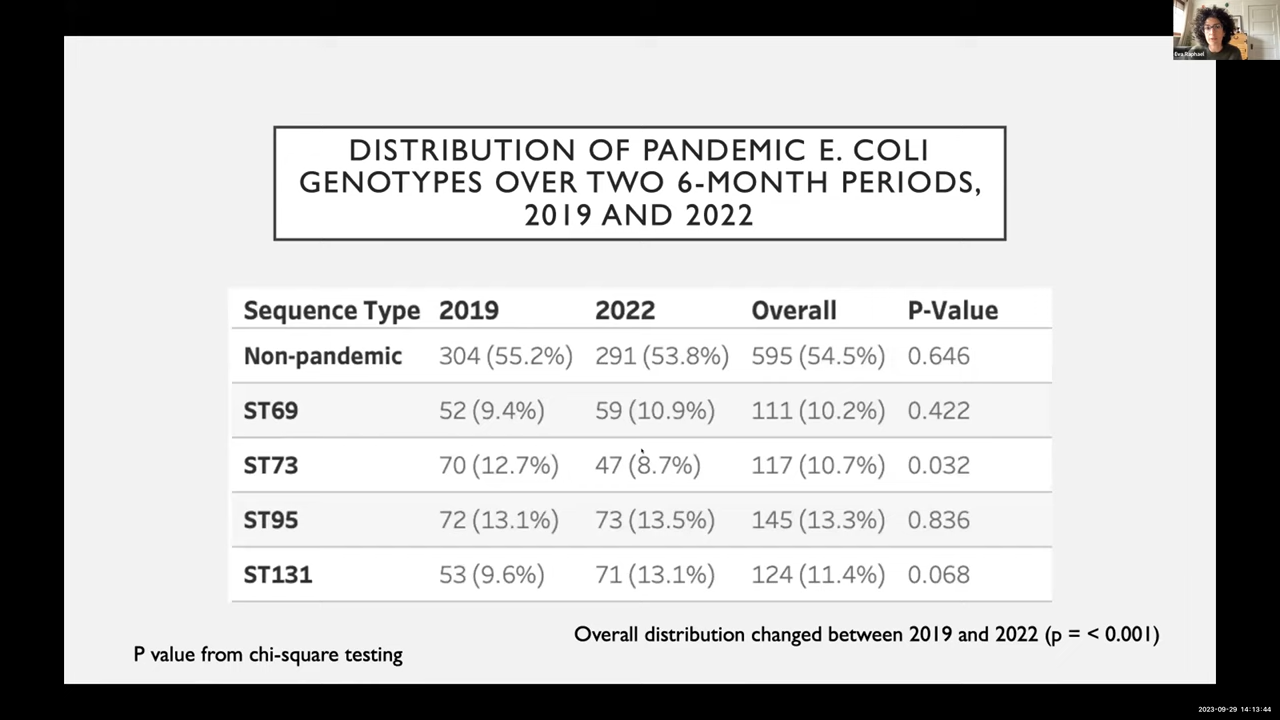 Eva Raphael
DISTRIBUTION OF PANDEMIC E. COLI
GENOTYPES OVER TWO 6-MONTH PERIODS,
2019 AND 2022
Sequence Type 2019 2022 Overall P-Value
Non-pandemic 304 (55.2%) 291 (53.8%) 595 (54.5%) 0.646
ST69 52 (9.4%) 59 (10.9%) 111 (10.2%) 0.422
ST73 70 (12.7%) 47 (8.7%) 117 (10.7%) 0.032
ST95 72 (13.1%) 73 (13.5%) 145 (13.3%) 0.836
ST131 53 (9.6%) 71 (13.1%) 124 (11.4%) 0.068
Overall distribution changed between 2019 and 2022 (p = < 0.001)
P value from chi-square testing
2023-09-29 14:13:44